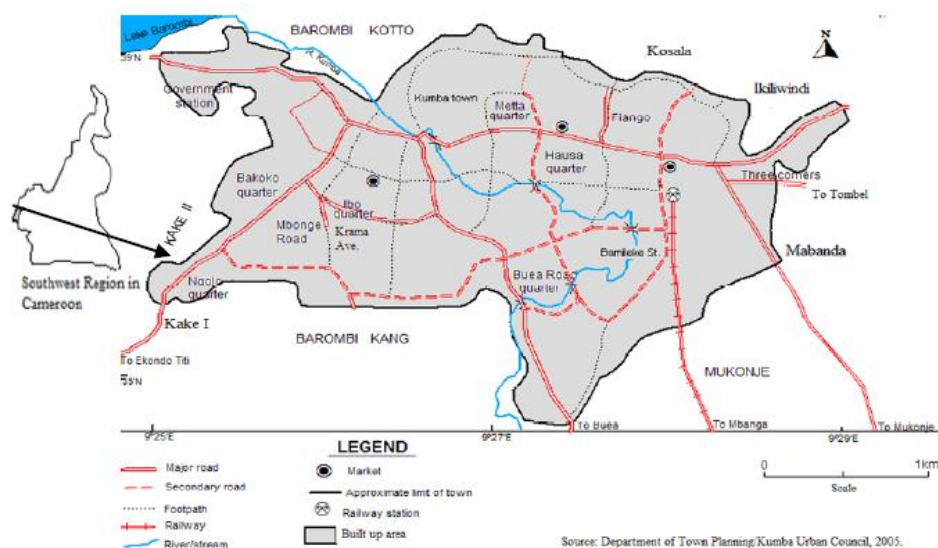 Lake Barombi
BAROMBI KOTTO
Kosala
N
39'N
R. Kumba
Government
station
Kumba town
Metta
quarter
Fiango
Ikiliwindi
Hausa
quarter
Three corners
To Tombel
Bakoko
quarter
Ibo
quarter
Mbonge
Road
Krama
Ave.
KAKE II
Bamileke St.
Mabanda
Buea Road
quarter
Southwest Region in
Cameroon
Kake I
BAROMBI KANG
To Ekondo Titi
35'N
MUKONJE
To Buea
To Mbanga
To Mukonje
9°25'E
9°27'E
9°29'E
LEGEND
Major road
Secondary road
Footpath
Railway
River/stream
Market
Approximate limit of town
Railway station
Built up area
0
1km
Scale
Source: Department of Town Planning/Kumba Urban Council, 2005.